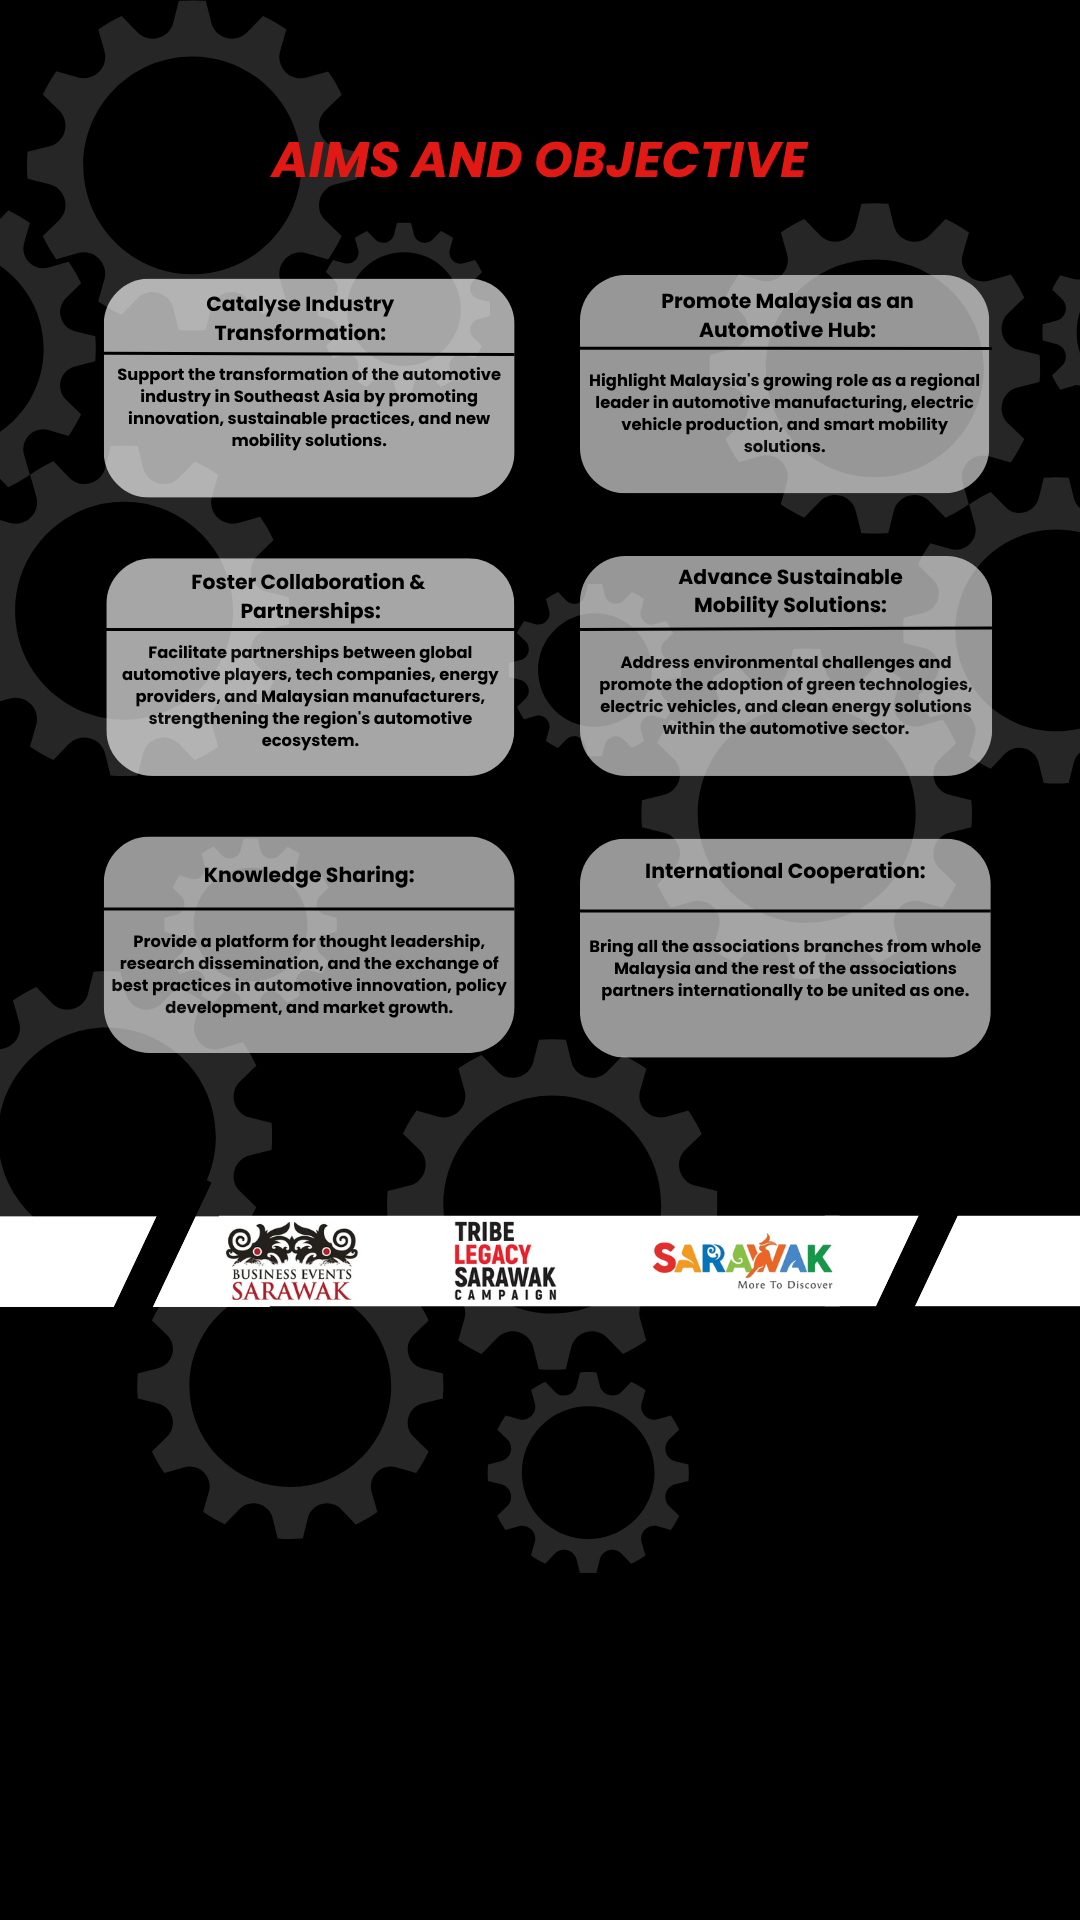 AIMS AND OBJECTIVE
Catalyse Industry
Transformation:
Support the transformation of the automotive
industry in Southeast Asia by promoting
innovation, sustainable practices, and new
mobility solutions.
Promote Malaysia as an
Automotive Hub:
Highlight Malaysia's growing role as a regional
leader in automotive manufacturing, electric
vehicle production, and smart mobility
solutions.
Foster Collaboration &
Partnerships:
Facilitate partnerships between global
automotive players, tech companies, energy
providers, and Malaysian manufacturers,
strengthening the region's automotive
ecosystem.
Advance Sustainable
Mobility Solutions:
Address environmental challenges and
promote the adoption of green technologies,
electric vehicles, and clean energy solutions
within the automotive sector.
Knowledge Sharing:
Provide a platform for thought leadership,
research dissemination, and the exchange of
best practices in automotive innovation, policy
development, and market growth.
International Cooperation:
Bring all the associations branches from whole
Malaysia and the rest of the associations
partners internationally to be united as one.
BUSINESS EVENTS
SARAWAK
TRIBE
LEGACY
SARAWAK
CAMPAIGN
SARAWAK
More To Discover